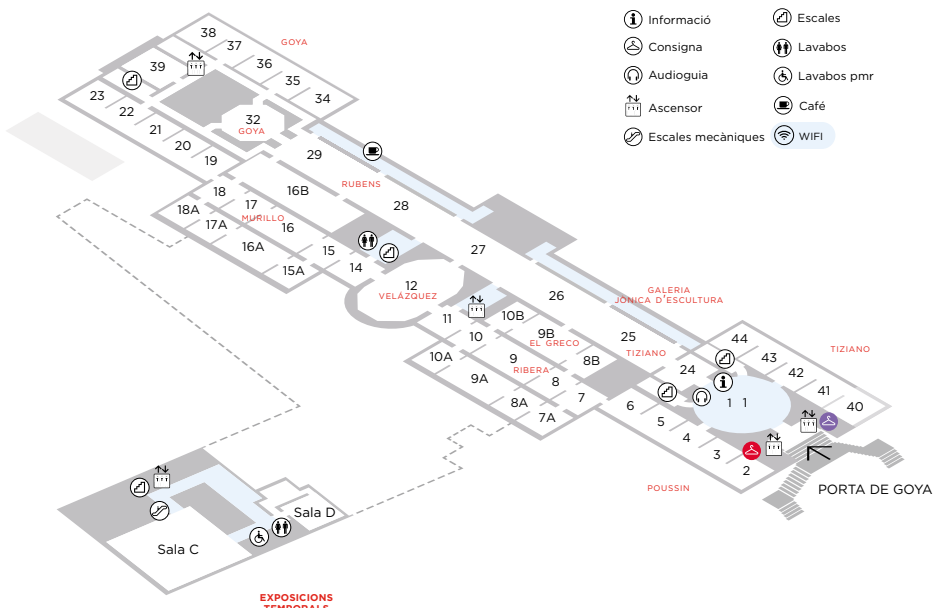 Informació
Escales
Consigna
Lavabos
Audioguia
Lavabos pmr
Ascensor
Café
Escales mecàniques
WIFI
38
37
GOYA
36
39
35
34
23
22
32
GOYA
21
20
29
19
RUBENS
18
16B
28
17
MURILLO
18A
17A
16
27
16A
15
14
15A
12
VELÁZQUEZ
26
GALERIA
JÓNICA D'ESCULTURA
11
10B
25
44
10
9B
EL GRECO
TIZIANO
43
TIZIANO
10A
9
8B
24
42
RIBERA
9A
8
41
7
6
1 1
40
8A
5
7A
4
3
2
POUSSIN
PORTA DE GOYA
Sala D
Sala C
EXPOSICIONS
TEMPORALS